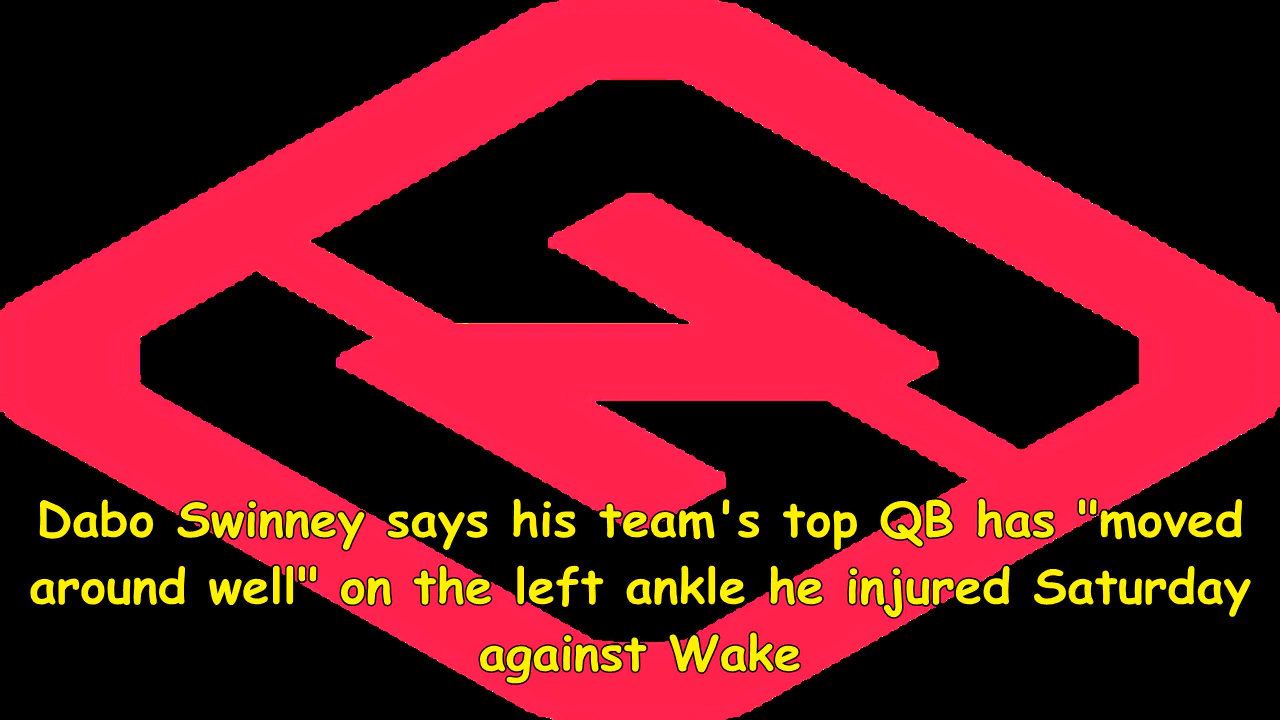 Dabo Swinney says his team's top QB has "moved
around well" on the left ankle he injured Saturday
against Wake